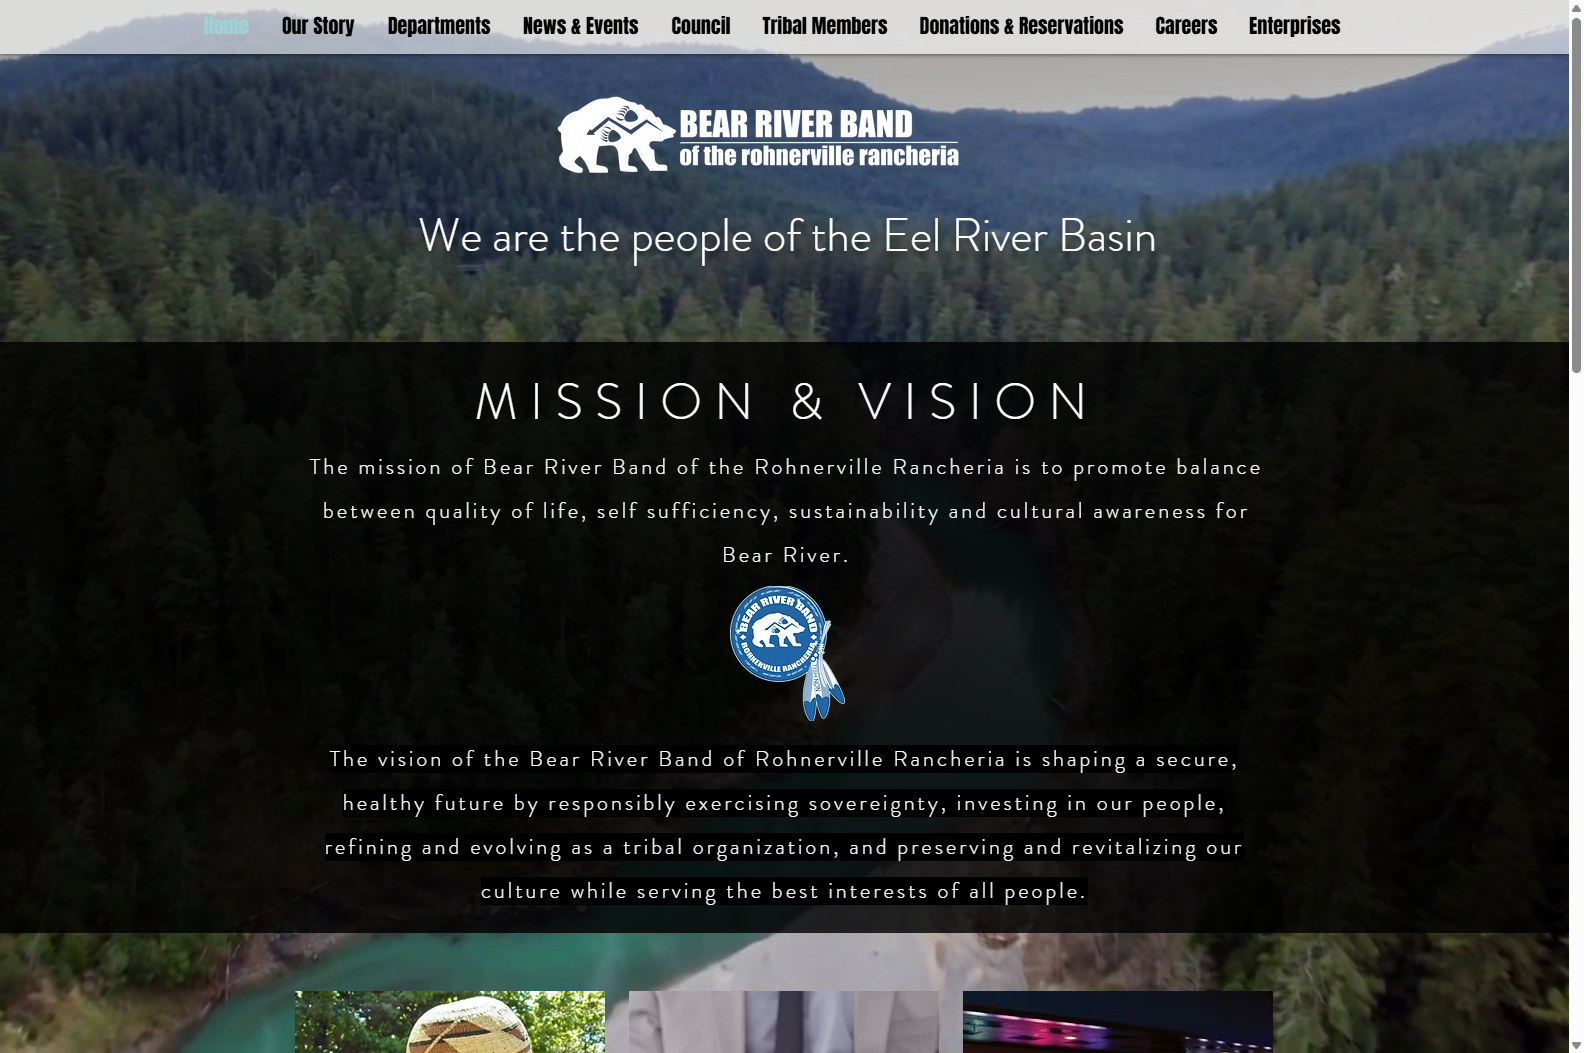 Home Our Story Departments News & Events Council Tribal Members Donations & Reservations Careers Enterprises
BEAR RIVER BAND
of the rohnerville rancheria
We are the people of the Eel River Basin
MISSION & VISION
The mission of Bear River Band of the Rohnerville Rancheria is to promote balance
between quality of life, self sufficiency, sustainability and cultural awareness for
Bear River.
BEAR RIVER BAND
ROHNERVILLE RANCHERIA
The vision of the Bear River Band of Rohnerville Rancheria is shaping a secure,
healthy future by responsibly exercising sovereignty, investing in our people,
refining and evolving as a tribal organization, and preserving and revitalizing our
culture while serving the best interests of all people.